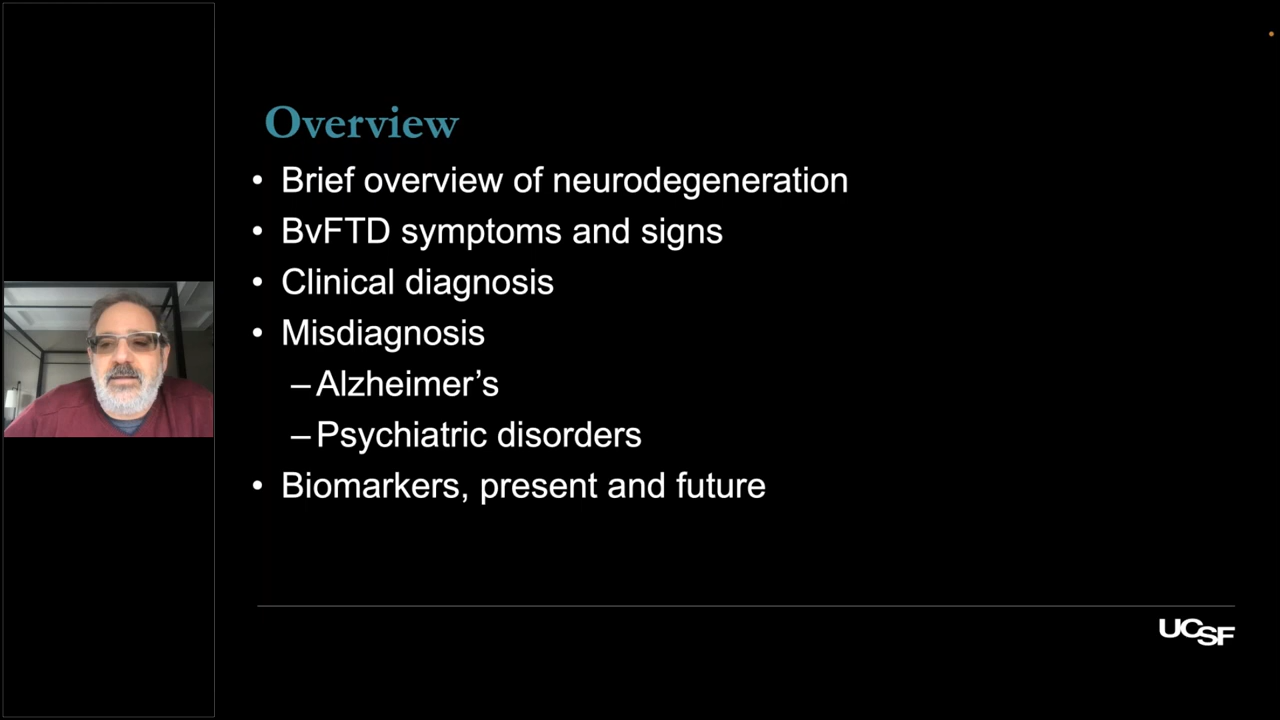 Overview
• Brief overview of neurodegeneration
• BvFTD symptoms and signs
• Clinical diagnosis
• Misdiagnosis
– Alzheimer’s
– Psychiatric disorders
• Biomarkers, present and future
UCSF